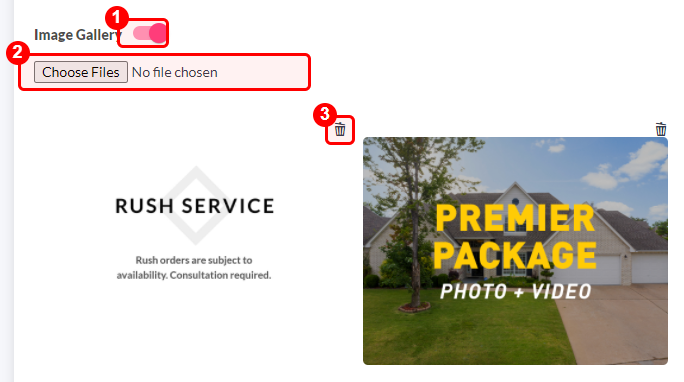 1
Image Gallery
2
Choose Files No file chosen
3
RUSH SERVICE
Rush orders are subject to
availability. Consultation required.
PREMIER
PACKAGE
PHOTO + VIDEO